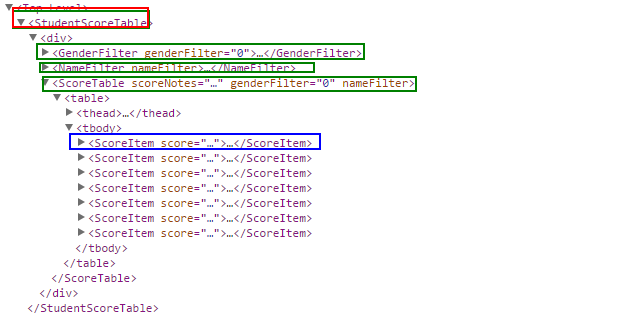 <Top Level>
<StudentScoreTable>
<div>
<GenderFilter genderFilter="0">…</GenderFilter>
<NameFilter nameFilter>…</NameFilter>
<ScoreTable scoreNotes="…" genderFilter="0" nameFilter>
<table>
<thead>…</thead>
<tbody>
<ScoreItem score="…">…</ScoreItem>
<ScoreItem score="…">…</ScoreItem>
<ScoreItem score="…">…</ScoreItem>
<ScoreItem score="…">…</ScoreItem>
<ScoreItem score="…">…</ScoreItem>
<ScoreItem score="…">…</ScoreItem>
<ScoreItem score="…">…</ScoreItem>
</tbody>
</table>
</ScoreTable>
</div>
</StudentScoreTable>